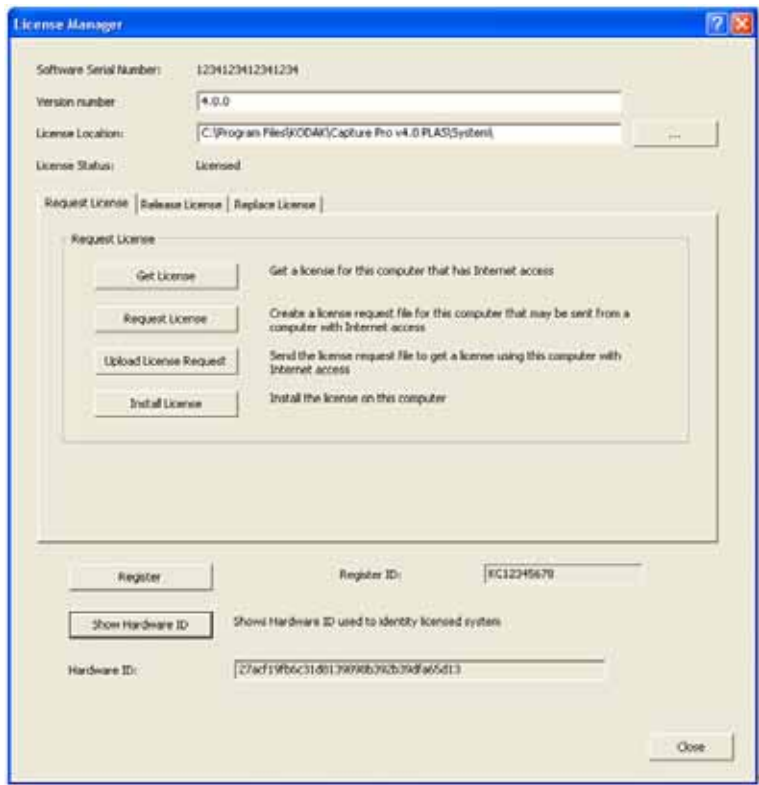 License Manager
Software Serial Number: 1234123412341234
Version number 4.0.0
License Location: C:\Program Files\KODAK\Capture Pro v4.0 PLAS\System\ ...
License Status: Licensed
Request License Release License Replace License
Request License
Get License Get a license for this computer that has Internet access
Request License Create a license request file for this computer that may be sent from a
computer with Internet access
Upload License Request Send the license request file to get a license using this computer with
Internet access
Install License Install the license on this computer
Register Register ID: KC12345678
Show Hardware ID Shows Hardware ID used to identity licensed system
Hardware ID:
Close